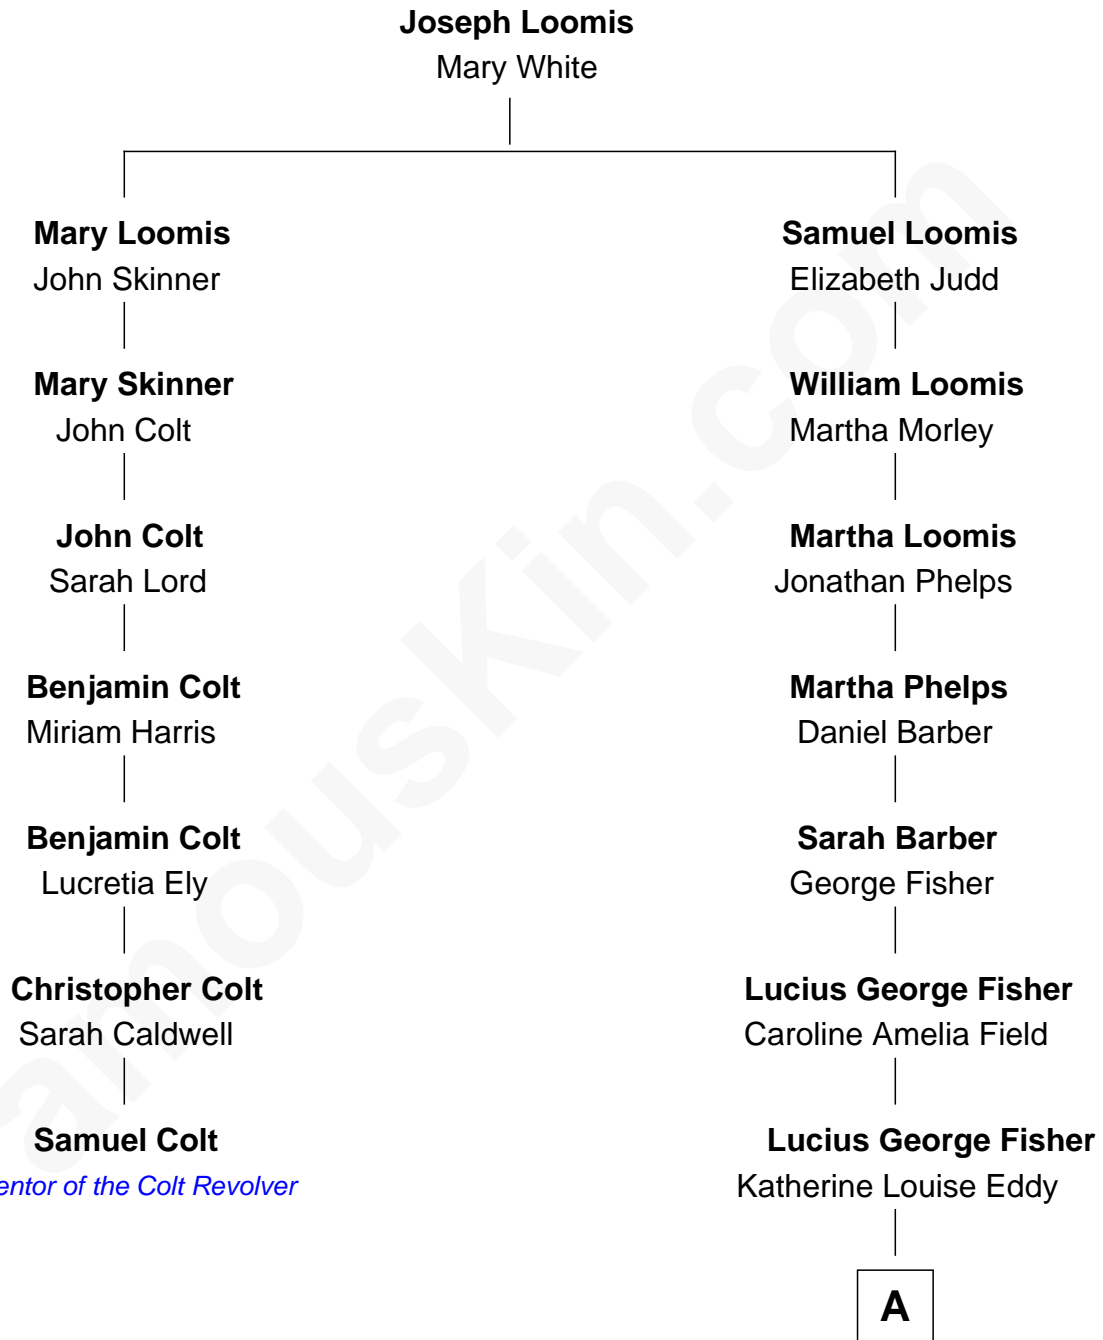 Joseph Loomis
Mary White
Mary Loomis
John Skinner
Samuel Loomis
Elizabeth Judd
Mary Skinner
John Colt
William Loomis
Martha Morley
John Colt
Sarah Lord
Martha Loomis
Jonathan Phelps
Benjamin Colt
Miriam Harris
Martha Phelps
Daniel Barber
Benjamin Colt
Lucretia Ely
Sarah Barber
George Fisher
Christopher Colt
Sarah Caldwell
Lucius George Fisher
Caroline Amelia Field
Samuel Colt
entor of the Colt Revolver
Lucius George Fisher
Katherine Louise Eddy
A
amouskin.com